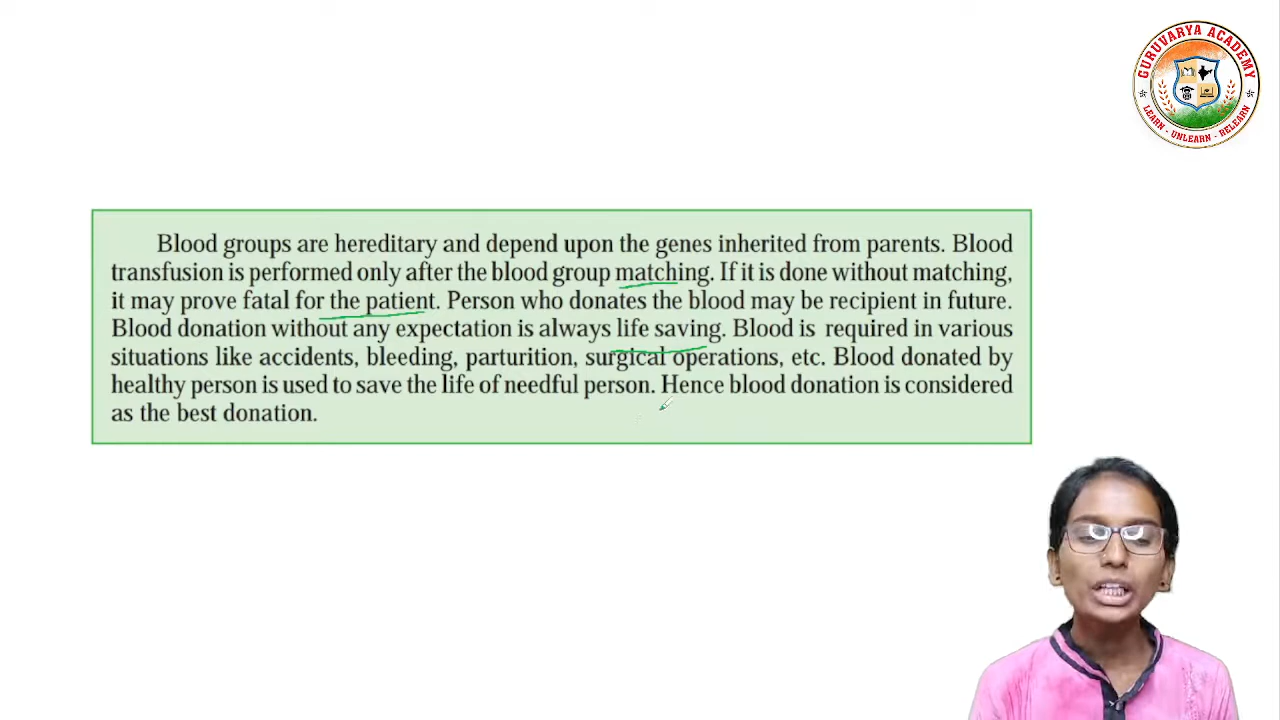 GURUVARYA ACADEMY
LEARN - UNLEARN - RELEARN
Blood groups are hereditary and depend upon the genes inherited from parents. Blood
transfusion is performed only after the blood group matching. If it is done without matching,
it may prove fatal for the patient. Person who donates the blood may be recipient in future.
Blood donation without any expectation is always life saving. Blood is required in various
situations like accidents, bleeding, parturition, surgical operations, etc. Blood donated by
healthy person is used to save the life of needful person. Hence blood donation is considered
as the best donation.